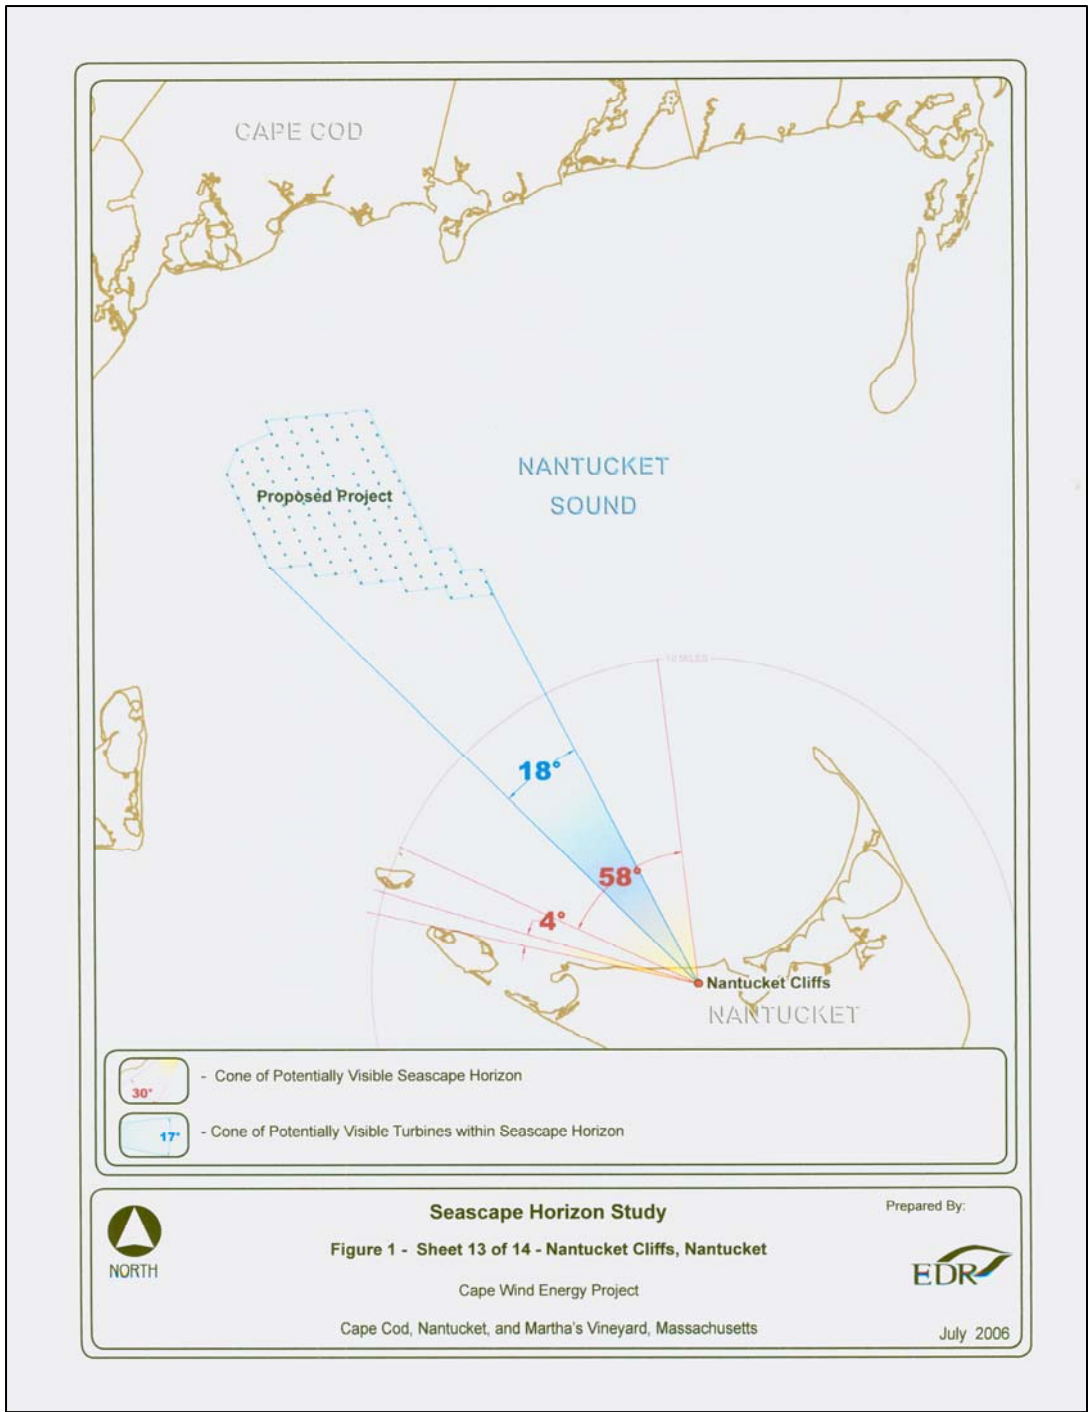 CAPE COD
NANTUCKET
SOUND
Proposed Project
10 MILES
18°
58°
4°
Nantucket Cliffs
NANTUCKET
30°
- Cone of Potentially Visible Seascape Horizon
17°
- Cone of Potentially Visible Turbines within Seascape Horizon
NORTH
Seascape Horizon Study
Figure 1 - Sheet 13 of 14 - Nantucket Cliffs, Nantucket
Cape Wind Energy Project
Cape Cod, Nantucket, and Martha's Vineyard, Massachusetts
Prepared By:
EDR
July 2006